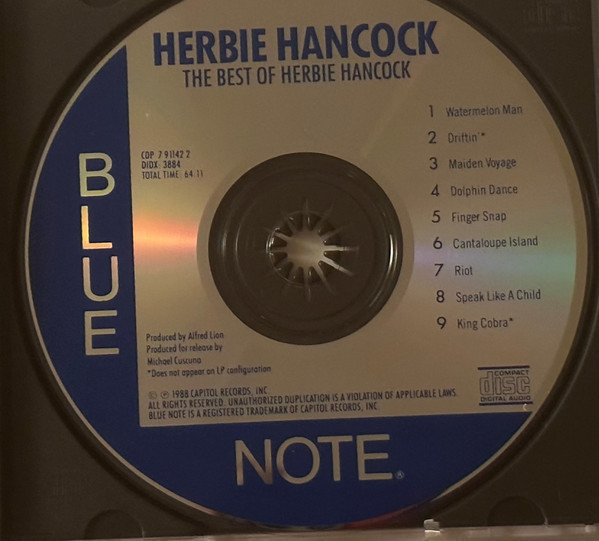 HERBIE HANCOCK
THE BEST OF HERBIE HANCOCK
1 Watermelon Man
2 Driftin'*
3 Maiden Voyage
4 Dolphin Dance
5 Finger Snap
6 Cantaloupe Island
7 Riot
8 Speak Like A Child
9 King Cobra*
CDP 7 91142 2
DIDX 3884
TOTAL TIME: 64.11
BLUE
Produced by Alfred Lion
Produced for release by
Michael Cuscuna
*Does not appear on LP configuration
COMPACT
disc
DIGITAL AUDIO
© ℗ 1988 CAPITOL RECORDS, INC.
ALL RIGHTS RESERVED. UNAUTHORIZED DUPLICATION IS A VIOLATION OF APPLICABLE LAWS.
BLUE NOTE IS A REGISTERED TRADEMARK OF CAPITOL RECORDS, INC.
NOTE®